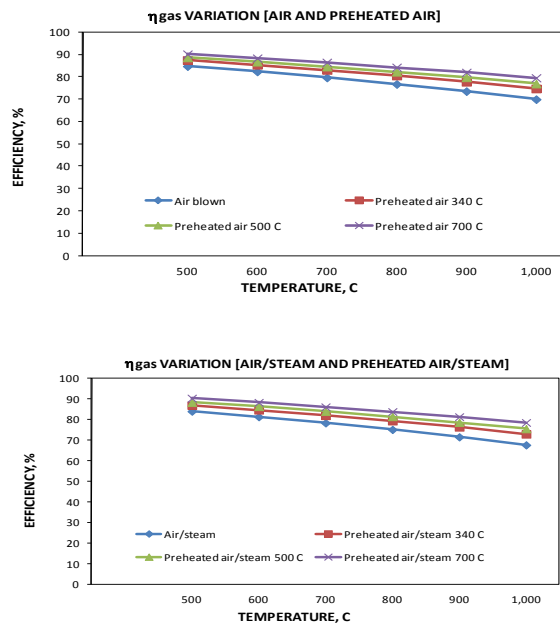 ηgas VARIATION [AIR AND PREHEATED AIR]
100
90
80
70
60
50
40
30
20
10
0
EFFICIENCY, %
Air blown
Preheated air 340 C
Preheated air 500 C
Preheated air 700 C
500 600 700 800 900 1,000
TEMPERATURE, C
ηgas VARIATION [AIR/STEAM AND PREHEATED AIR/STEAM]
100
90
80
70
60
50
40
30
20
10
0
EFFICIENCY,%
Air/steam
Preheated air/steam 340 C
Preheated air/steam 500 C
Preheated air/steam 700 C
500 600 700 800 900 1,000
TEMPERATURE, C